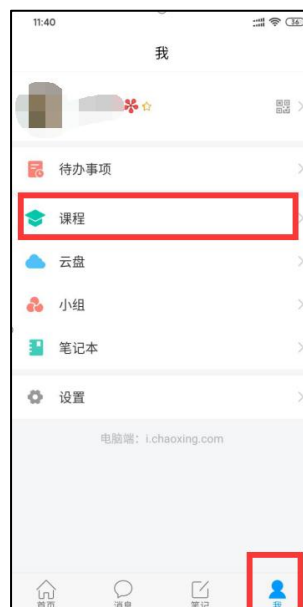 11:40
36
我
待办事项
课程
云盘
小组
笔记本
设置
电脑端：i.chaoxing.com
首页 消息 笔记 我